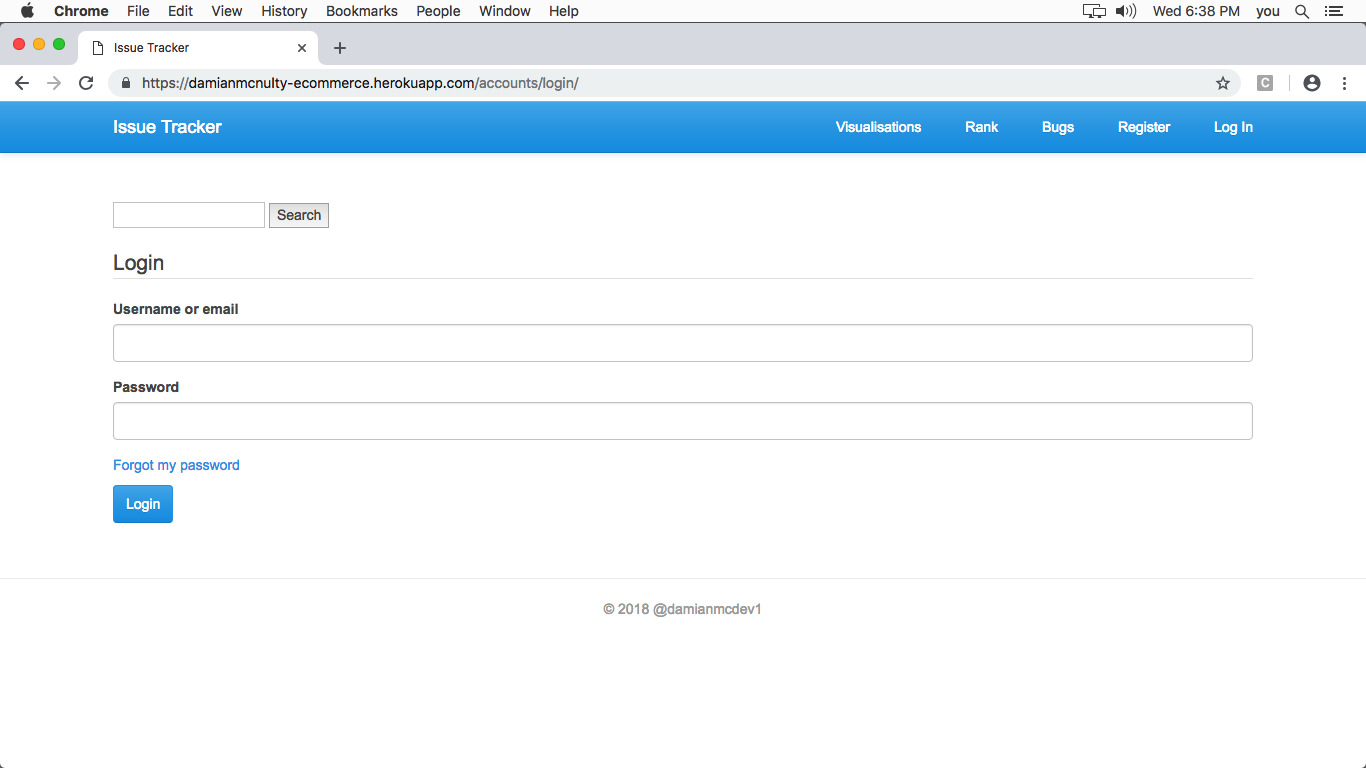 Chrome File Edit View History Bookmarks People Window Help Wed 6:38 PM you
Issue Tracker
https://damianmcnulty-ecommerce.herokuapp.com/accounts/login/ C
Issue Tracker Visualisations Rank Bugs Register Log In
Search
Login
Username or email
Password
Forgot my password
Login
© 2018 @damianmcdev1